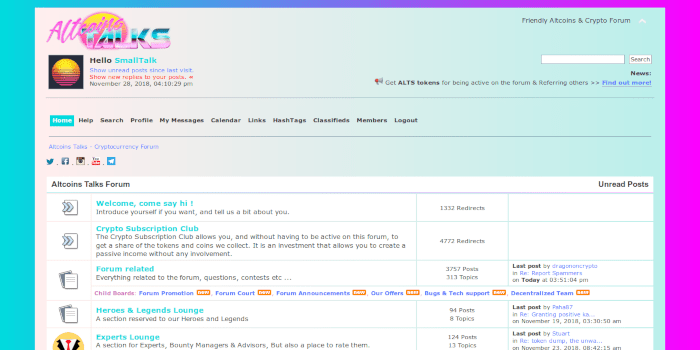 Altcoins
TALKS
Friendly Altcoins & Crypto Forum
Hello SmallTalk
Show unread posts since last visit.
Show new replies to your posts.
November 28, 2018, 04:10:29 pm
Search
News:
Get ALTS tokens for being active on the forum & Referring others >> Find out more!
Home Help Search Profile My Messages Calendar Links HashTags Classifieds Members Logout
Altcoins Talks - Cryptocurrency Forum
Altcoins Talks Forum
Unread Posts
Welcome, come say hi !
Introduce yourself if you want, and tell us a bit about you.
1332 Redirects
Crypto Subscription Club
The Crypto Subscription Club allows you, and without having to be active on this forum, to
get a share of the tokens and coins we collect. It is an investment that allows you to create a
passive income without any involvement.
4772 Redirects
Forum related
Everything related to the forum, questions, contests etc ...
3757 Posts
313 Topics
Last post by dragononcrypto
in Re: Report Spammers
on Today at 03:51:04 pm
Child Boards: Forum Promotion new, Forum Court new, Forum Announcements new, Our Offers new, Bugs & Tech support new, Decentralized Team new
Heroes & Legends Lounge
A section reserved to our Heroes and Legends
94 Posts
8 Topics
Last post by Paha67
in Re: Granting positive ka...
on November 19, 2018, 03:30:50 am
Experts Lounge
A section for Experts, Bounty Managers & Advisors, But also a place to rate them.
124 Posts
13 Topics
Last post by Stuart
in Re: token dump, the unwa...
on November 23, 2018, 08:42:15 pm